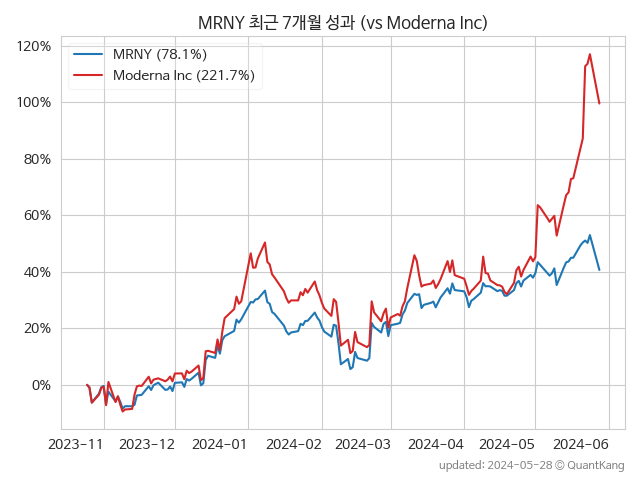 MRNY 최근 7개월 성과 (vs Moderna Inc)
MRNY (78.1%)
Moderna Inc (221.7%)
120%
100%
80%
60%
40%
20%
0%
2023-11 2023-12 2024-01 2024-02 2024-03 2024-04 2024-05 2024-06
updated: 2024-05-28 © QuantKang